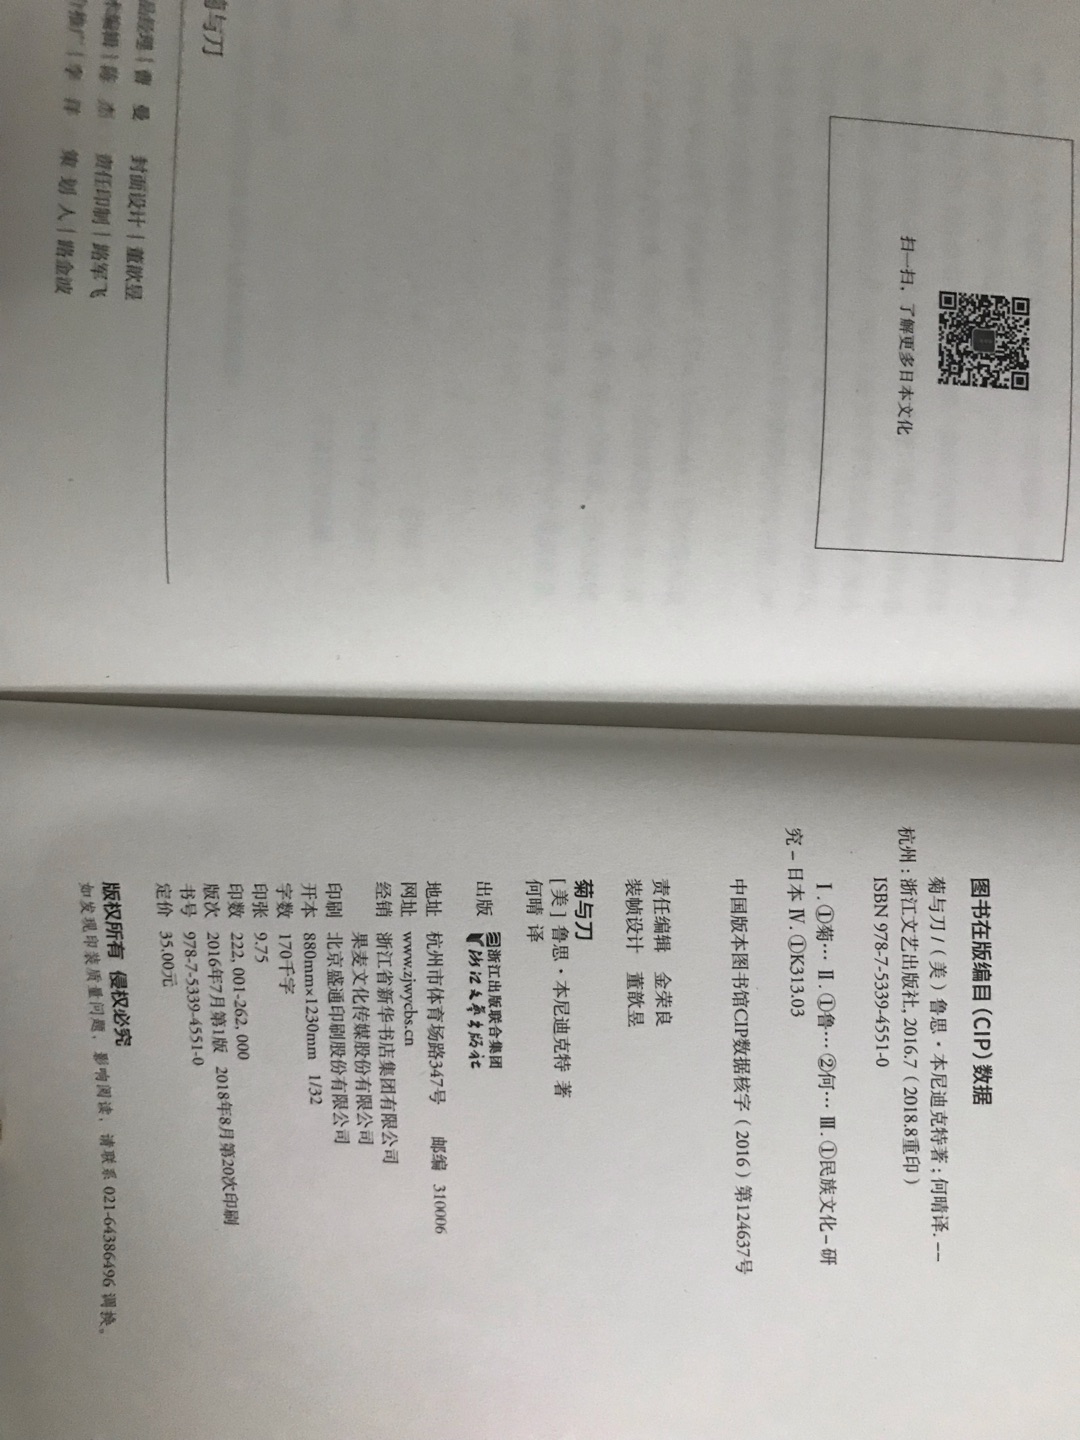 扫一扫，了解更多日本文化
与刀
曹 曼 封面设计｜董歆昱
陈 杰 责任印制｜路军飞
推广｜李 祥 策 划 人｜路金波
图书在版编目（CIP）数据
菊与刀/（美）鲁思·本尼迪克特著；何晴译. --
杭州：浙江文艺出版社, 2016.7（2018.8重印）
ISBN 978-7-5339-4551-0
Ⅰ. ①菊… Ⅱ. ①鲁… ②何… Ⅲ. ①民族文化－研
究－日本 Ⅳ. ①K313.03
中国版本图书馆CIP数据核字（2016）第124637号
责任编辑 金荣良
装帧设计 董歆昱
菊与刀
［美］鲁思·本尼迪克特 著
何晴 译
出版 浙江出版联合集团
浙江文艺出版社
地址 杭州市体育场路347号 邮编 310006
网址 www.zjwycbs.cn
经销 浙江省新华书店集团有限公司
果麦文化传媒股份有限公司
印刷 北京盛通印刷股份有限公司
开本 880mm×1230mm 1/32
字数 170千字
印张 9.75
印数 222, 001-262, 000
版次 2016年7月第1版 2018年8月第20次印刷
书号 978-7-5339-4551-0
定价 35.00元
版权所有 侵权必究
如发现印装质量问题，影响阅读，请联系 021-64386496 调换。